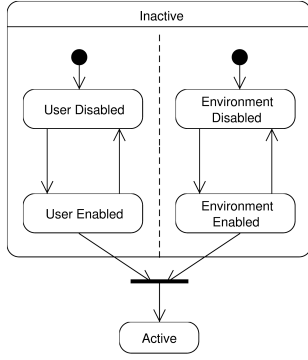 Inactive
User Disabled
Environment
Disabled
User Enabled
Environment
Enabled
Active